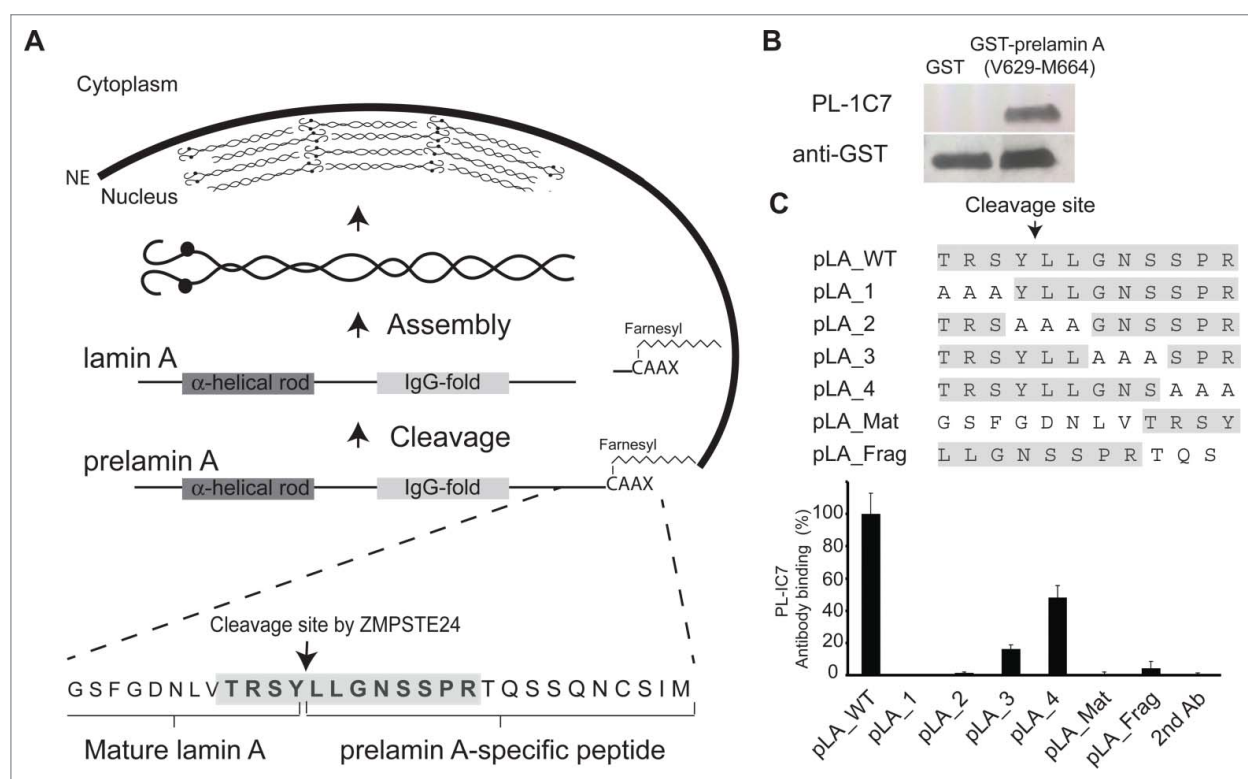 A
Cytoplasm
NE
Nucleus
Assembly
lamin A
α-helical rod
IgG-fold
Farnesyl
CAAX
Cleavage
prelamin A
α-helical rod
IgG-fold
Farnesyl
CAAX
Cleavage site by ZMPSTE24
G S F G D N L V T R S Y L L G N S S P R T Q S S Q N C S I M
Mature lamin A
prelamin A-specific peptide
B
GST
GST-prelamin A
(V629-M664)
PL-1C7
anti-GST
C
Cleavage site
pLA_WT T R S Y L L G N S S P R
pLA_1 A A A Y L L G N S S P R
pLA_2 T R S A A A G N S S P R
pLA_3 T R S Y L L A A A S P R
pLA_4 T R S Y L L G N S A A A
pLA_Mat G S F G D N L V T R S Y
pLA_Frag L L G N S S P R T Q S
PL-IC7
Antibody binding (%)
100
80
60
40
20
0
pLA_WT
pLA_1
pLA_2
pLA_3
pLA_4
pLA_Mat
pLA_Frag
2nd Ab